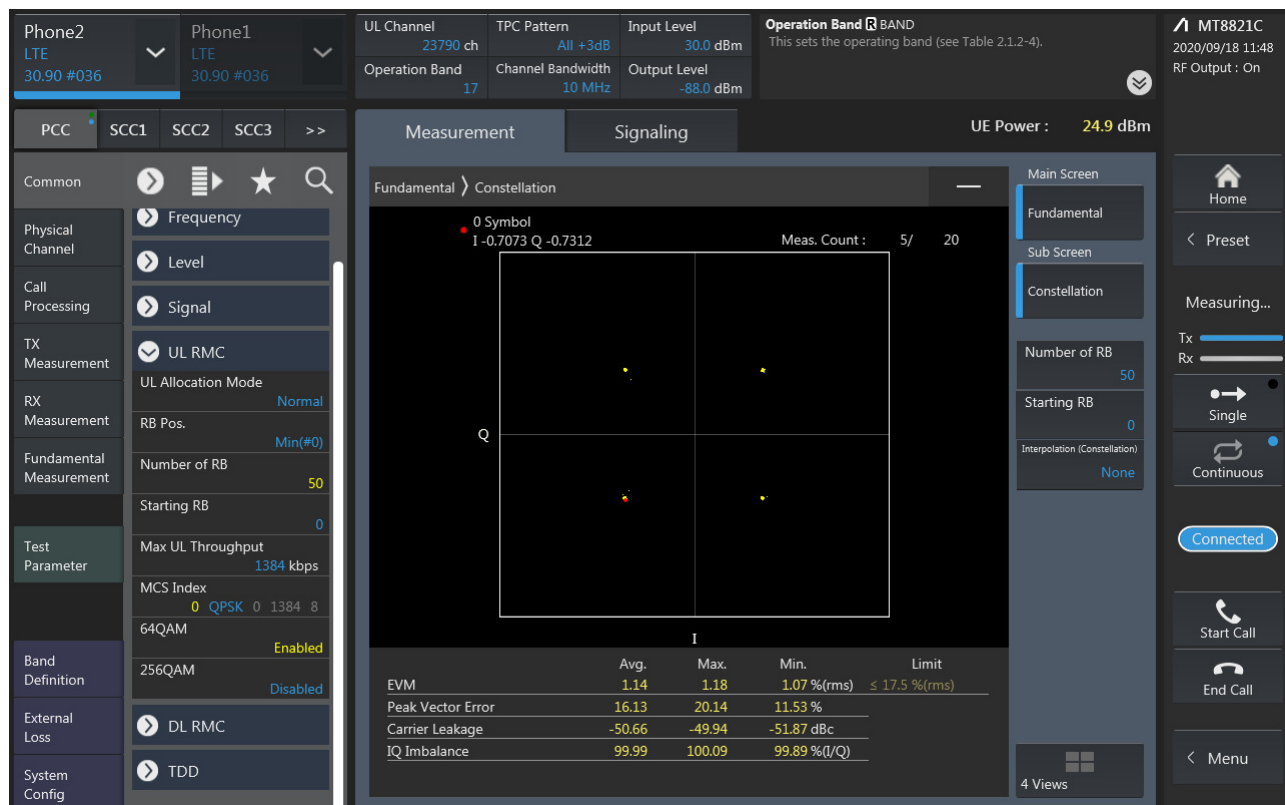 Phone2
LTE
30.90 #036
Phone1
LTE
30.90 #036
UL Channel
23790 ch
TPC Pattern
All +3dB
Input Level
30.0 dBm
Operation Band
17
Channel Bandwidth
10 MHz
Output Level
-88.0 dBm
Operation Band R BAND
This sets the operating band (see Table 2.1.2-4).
MT8821C
2020/09/18 11:48
RF Output : On
PCC SCC1 SCC2 SCC3 >>
Measurement
Signaling
UE Power : 24.9 dBm
Common
Physical
Channel
Call
Processing
TX
Measurement
RX
Measurement
Fundamental
Measurement
Test
Parameter
Band
Definition
External
Loss
System
Config
Frequency
Level
Signal
UL RMC
UL Allocation Mode
Normal
RB Pos.
Min(#0)
Number of RB
50
Starting RB
0
Max UL Throughput
1384 kbps
MCS Index
0 QPSK 0 1384 8
64QAM
Enabled
256QAM
Disabled
DL RMC
TDD
Fundamental 〉 Constellation
0 Symbol
I -0.7073 Q -0.7312
Meas. Count : 5/ 20
Q
I
Avg. Max. Min. Limit
EVM 1.14 1.18 1.07 %(rms) ≤ 17.5 %(rms)
Peak Vector Error 16.13 20.14 11.53 %
Carrier Leakage -50.66 -49.94 -51.87 dBc
IQ Imbalance 99.99 100.09 99.89 %(I/Q)
Main Screen
Fundamental
Sub Screen
Constellation
Number of RB
50
Starting RB
0
Interpolation (Constellation)
None
4 Views
Home
< Preset
Measuring...
Tx
Rx
Single
Continuous
Connected
Start Call
End Call
< Menu